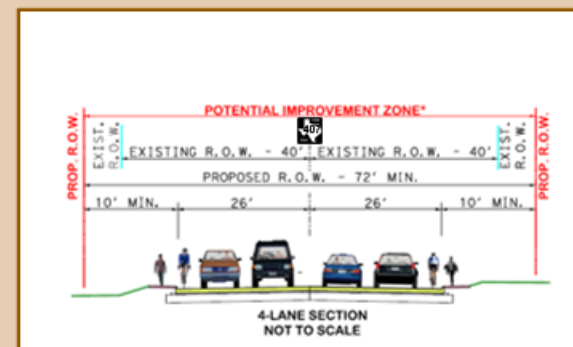 POTENTIAL IMPROVEMENT ZONE*
407
PROP. R.O.W.
EXIST. R.O.W.
EXISTING R.O.W. - 40'
EXISTING R.O.W. - 40'
EXIST. R.O.W.
PROP. R.O.W.
PROPOSED R.O.W. - 72' MIN.
10' MIN.
26'
26'
10' MIN.
4-LANE SECTION
NOT TO SCALE